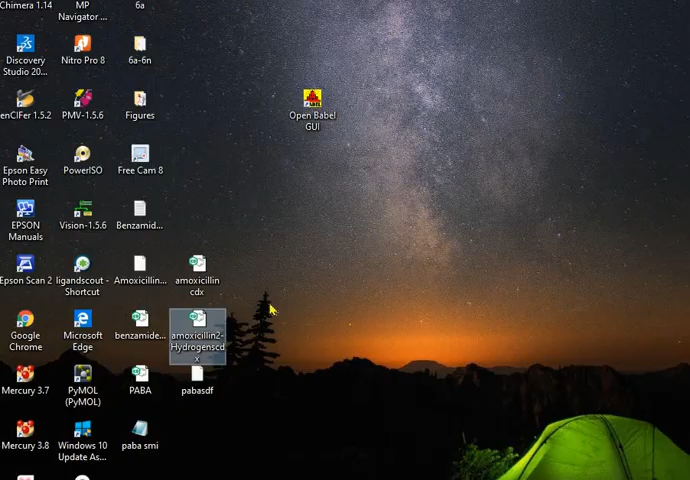 Chimera 1.14
MP
Navigator ...
6a
Discovery
Studio 20...
Nitro Pro 8
6a-6n
Open Babel
GUI
enCIFer 1.5.2
PMV-1.5.6
Figures
Epson Easy
Photo Print
PowerISO
Free Cam 8
EPSON
Manuals
Vision-1.5.6
Benzamid...
Epson Scan 2
ligandscout -
Shortcut
Amoxicillin...
amoxicillin
cdx
Google
Chrome
Microsoft
Edge
benzamide...
amoxicillin2-
Hydrogenscd
x
Mercury 3.7
PyMOL
(PyMOL)
PABA
pabasdf
Mercury 3.8
Windows 10
Update As...
paba smi